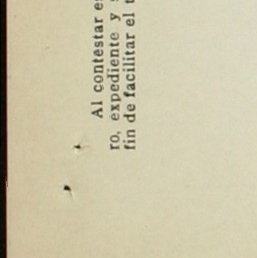 Al contestar
ro, expediente y
fin de facilitar el